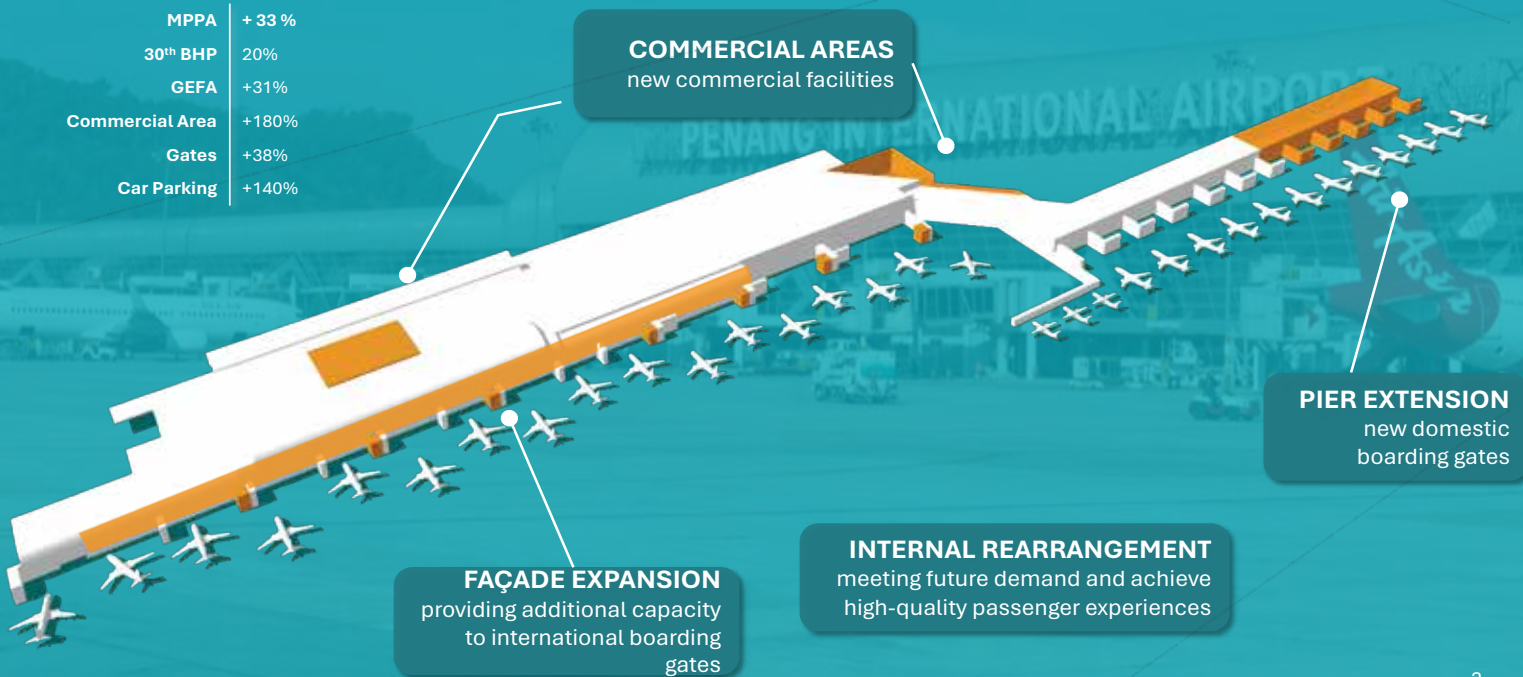 MPPA + 33 %
30th BHP 20%
GEFA +31%
Commercial Area +180%
Gates +38%
Car Parking +140%
COMMERCIAL AREAS
new commercial facilities
PENANG INTERNATIONAL AIRPORT
PIER EXTENSION
new domestic
boarding gates
INTERNAL REARRANGEMENT
meeting future demand and achieve
high-quality passenger experiences
FAÇADE EXPANSION
providing additional capacity
to international boarding
gates